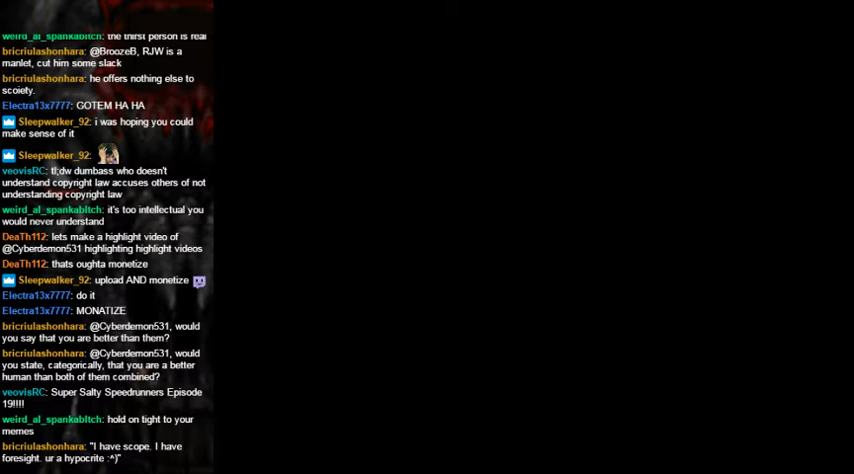 weird_al_spankabltch: the thirst person is real
bricriulashonhara: @BroozeB, RJW is a
manlet, cut him some slack
bricriulashonhara: he offers nothing else to
scoiety.
Electra13x7777: GOTEM HA HA
Sleepwalker_92: i was hoping you could
make sense of it
Sleepwalker_92:
veovisRC: tl;dw dumbass who doesn't
understand copyright law accuses others of not
understanding copyright law
weird_al_spankabltch: it's too intellectual you
would never understand
DeaTh112: lets make a highlight video of
@Cyberdemon531 highlighting highlight videos
DeaTh112: thats oughta monetize
Sleepwalker_92: upload AND monetize
Electra13x7777: do it
Electra13x7777: MONATIZE
bricriulashonhara: @Cyberdemon531, would
you say that you are better than them?
bricriulashonhara: @Cyberdemon531, would
you state, categorically, that you are a better
human than both of them combined?
veovisRC: Super Salty Speedrunners Episode
19!!!!
weird_al_spankabltch: hold on tight to your
memes
bricriulashonhara: "I have scope. I have
foresight. ur a hypocrite :^)"